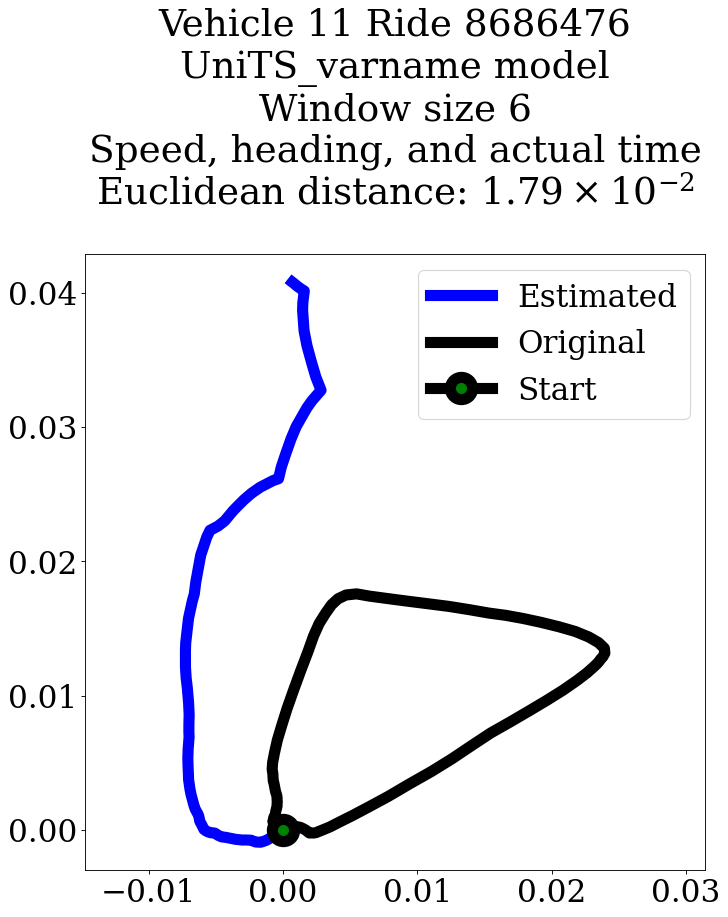 Vehicle 11 Ride 8686476
UniTS_varname model
Window size 6
Speed, heading, and actual time
Euclidean distance: 1.79 × 10⁻²
Estimated
Original
Start
0.04
0.03
0.02
0.01
0.00
−0.01 0.00 0.01 0.02 0.03